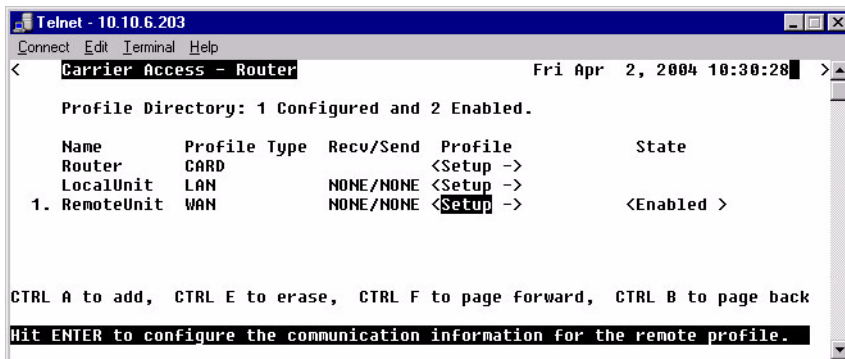 Telnet - 10.10.6.203
Connect Edit Terminal Help
< Carrier Access - Router Fri Apr 2, 2004 10:30:28 >
Profile Directory: 1 Configured and 2 Enabled.
Name Profile Type Recv/Send Profile State
Router CARD <Setup ->
LocalUnit LAN NONE/NONE <Setup ->
1. RemoteUnit WAN NONE/NONE <Setup -> <Enabled >
CTRL A to add, CTRL E to erase, CTRL F to page forward, CTRL B to page back
Hit ENTER to configure the communication information for the remote profile.